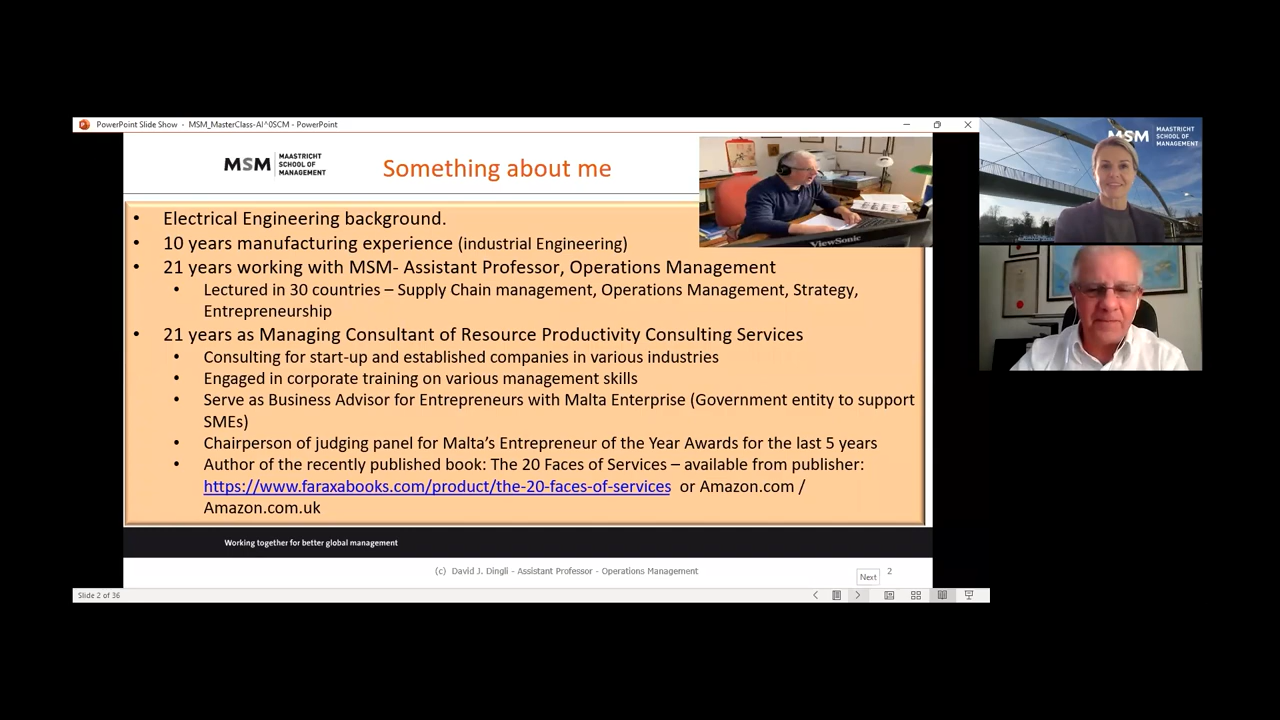 PowerPoint Slide Show - MSM_MasterClass-AI^0SCM - PowerPoint
MSM
MAASTRICHT
SCHOOL OF
MANAGEMENT
Something about me
ViewSonic
• Electrical Engineering background.
• 10 years manufacturing experience (industrial Engineering)
• 21 years working with MSM- Assistant Professor, Operations Management
• Lectured in 30 countries – Supply Chain management, Operations Management, Strategy,
Entrepreneurship
• 21 years as Managing Consultant of Resource Productivity Consulting Services
• Consulting for start-up and established companies in various industries
• Engaged in corporate training on various management skills
• Serve as Business Advisor for Entrepreneurs with Malta Enterprise (Government entity to support
SMEs)
• Chairperson of judging panel for Malta’s Entrepreneur of the Year Awards for the last 5 years
• Author of the recently published book: The 20 Faces of Services – available from publisher:
https://www.faraxabooks.com/product/the-20-faces-of-services or Amazon.com /
Amazon.com.uk
Working together for better global management
(c) David J. Dingli - Assistant Professor - Operations Management
Next
2
Slide 2 of 36
MSM
MAASTRICHT
SCHOOL OF
MANAGEMENT